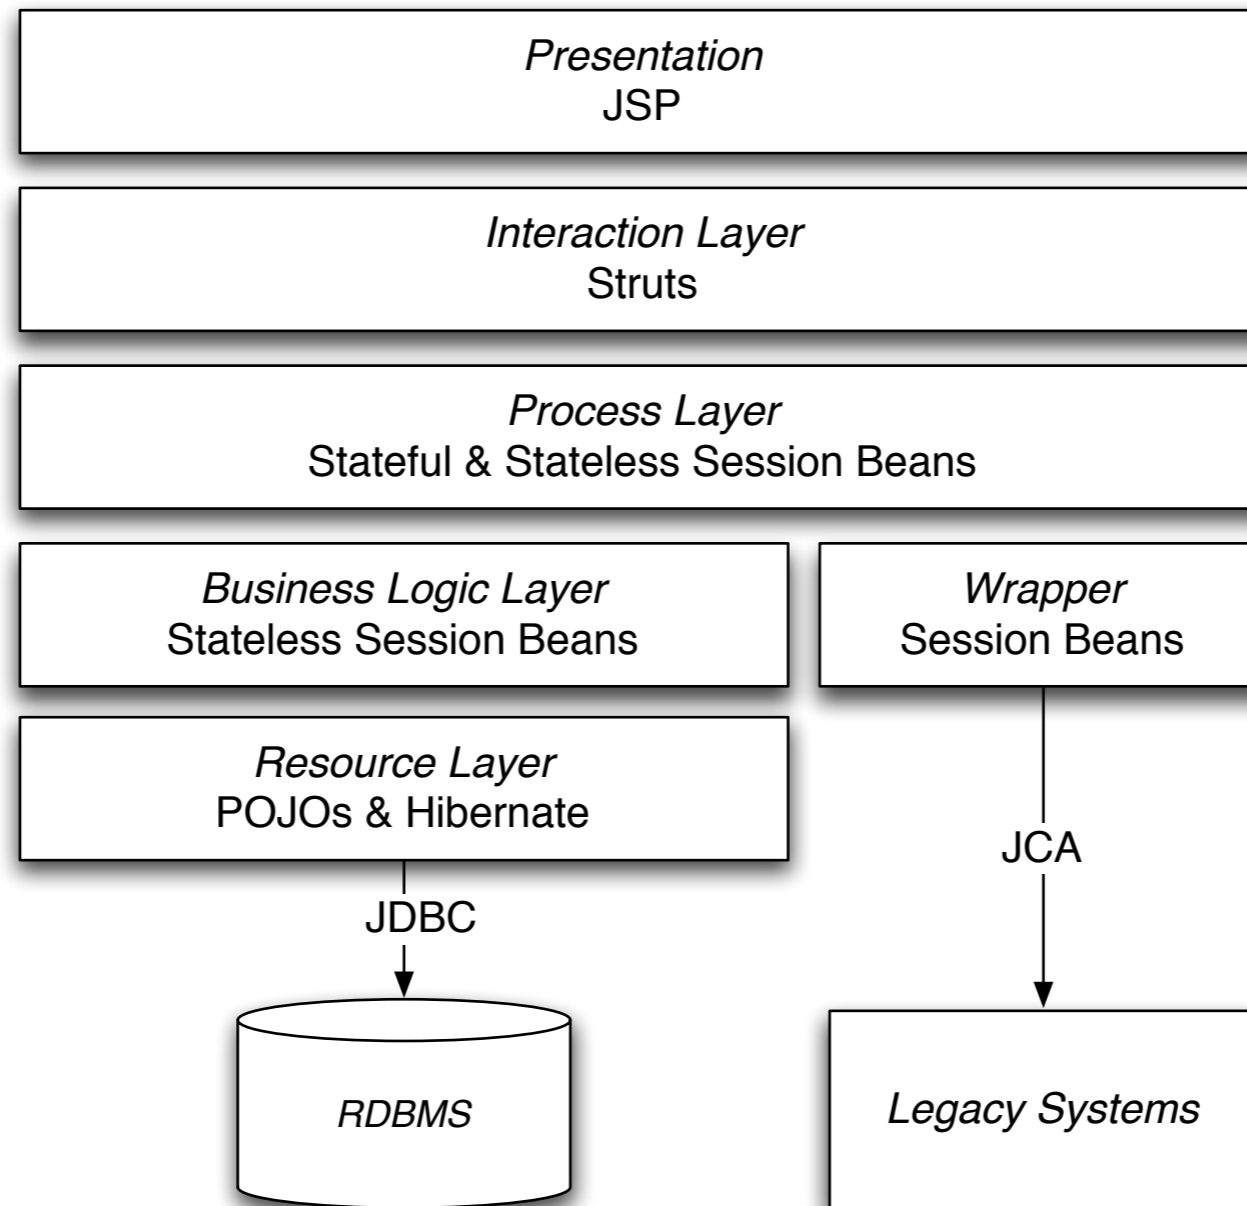 Presentation
JSP
Interaction Layer
Struts
Process Layer
Stateful & Stateless Session Beans
Business Logic Layer
Stateless Session Beans
Wrapper
Session Beans
Resource Layer
POJOs & Hibernate
JCA
JDBC
RDBMS
Legacy Systems